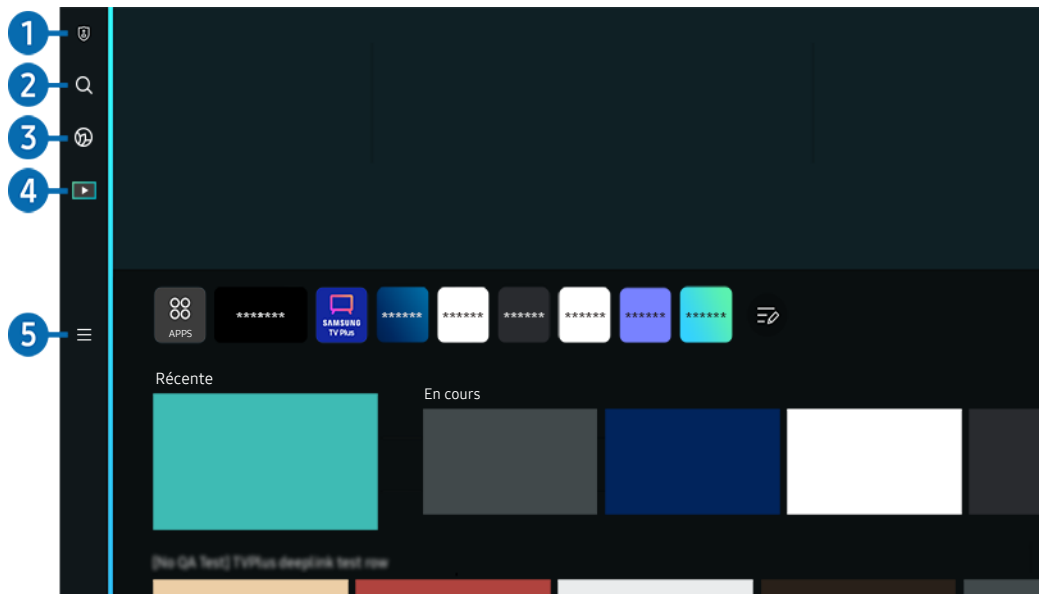 1
2
3
4
5
APPS
*******
SAMSUNG
TV Plus
******
******
******
******
******
******
Récente
En cours
[No QA Test] TVPlus deeplink test row